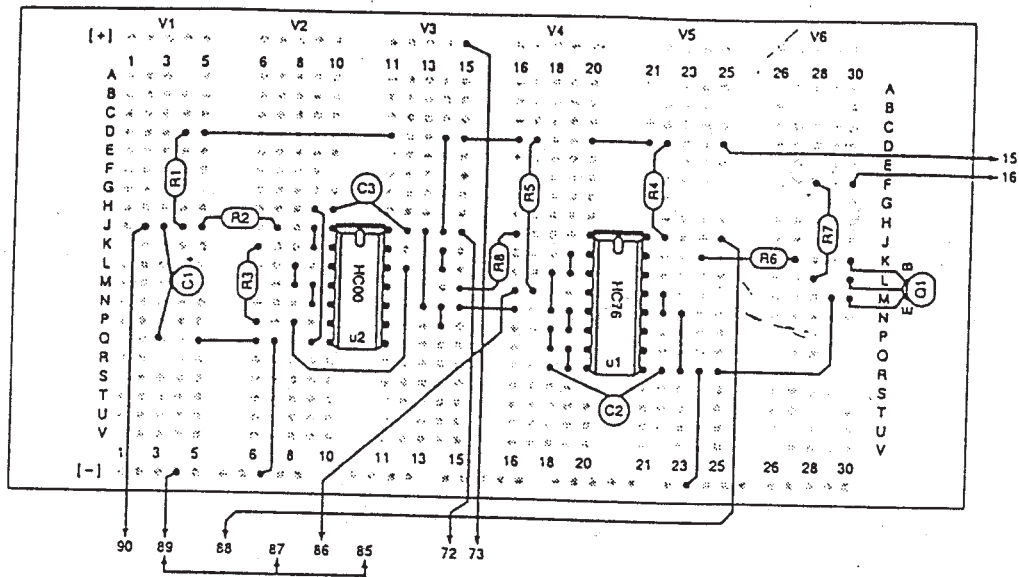 V1 V2 V3 V4 V5 V6
[+]
1 3 5 6 8 10 11 13 15 16 18 20 21 23 25 26 28 30
A A
B B
C C
D D
E E
F F
G G
H H
J J
K K
L L
M M
N N
P P
Q Q
R R
S S
T T
U U
V V
R1
C3
R5
R4
R2
R7
R8
R6
R3
C1
+
HC00
u2
HC76
u1
B
Q1
E
C2
15
16
[-]
1 3 5 6 8 10 11 13 15 16 18 20 21 23 25 26 28 30
90 89 88 87 86 85 72 73